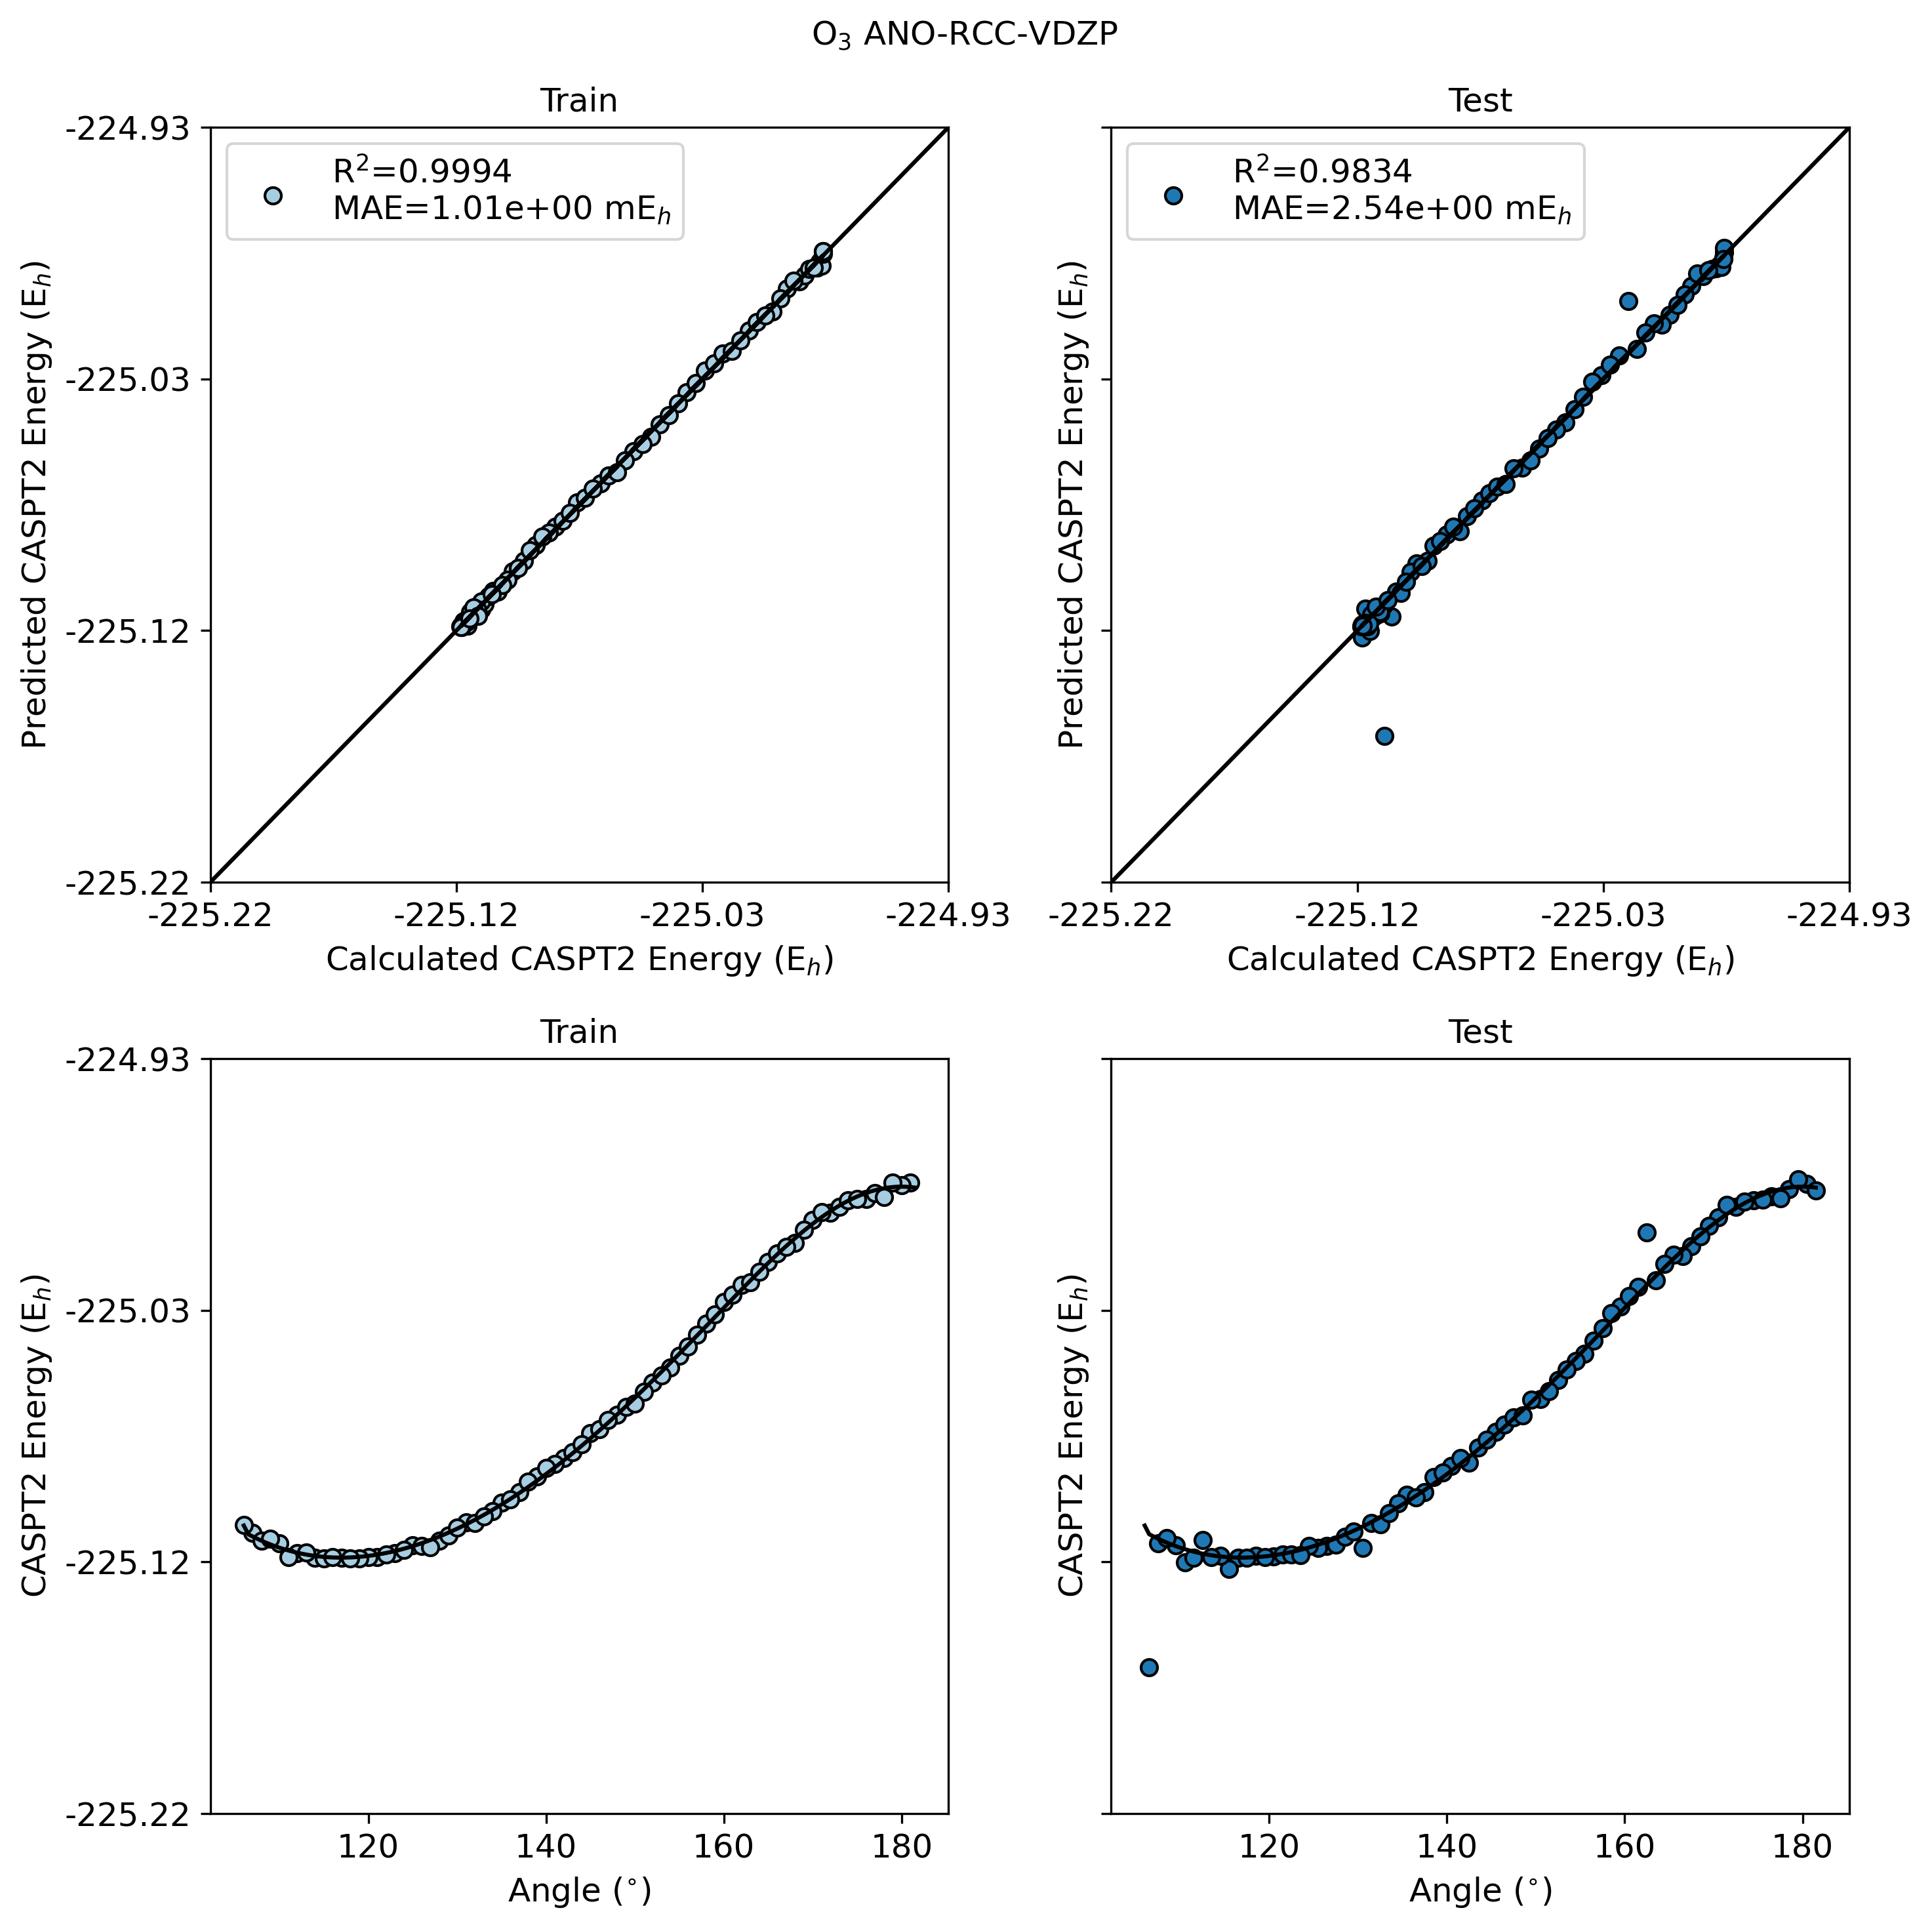 O3 ANO-RCC-VDZP
Train
-224.93
-225.03
-225.12
-225.22
Predicted CASPT2 Energy (Eh)
R2=0.9994
MAE=1.01e+00 mEh
-225.22 -225.12 -225.03 -224.93
Calculated CASPT2 Energy (Eh)
Test
Predicted CASPT2 Energy (Eh)
R2=0.9834
MAE=2.54e+00 mEh
-225.22 -225.12 -225.03 -224.93
Calculated CASPT2 Energy (Eh)
Train
-224.93
-225.03
-225.12
-225.22
CASPT2 Energy (Eh)
120 140 160 180
Angle (°)
Test
CASPT2 Energy (Eh)
120 140 160 180
Angle (°)